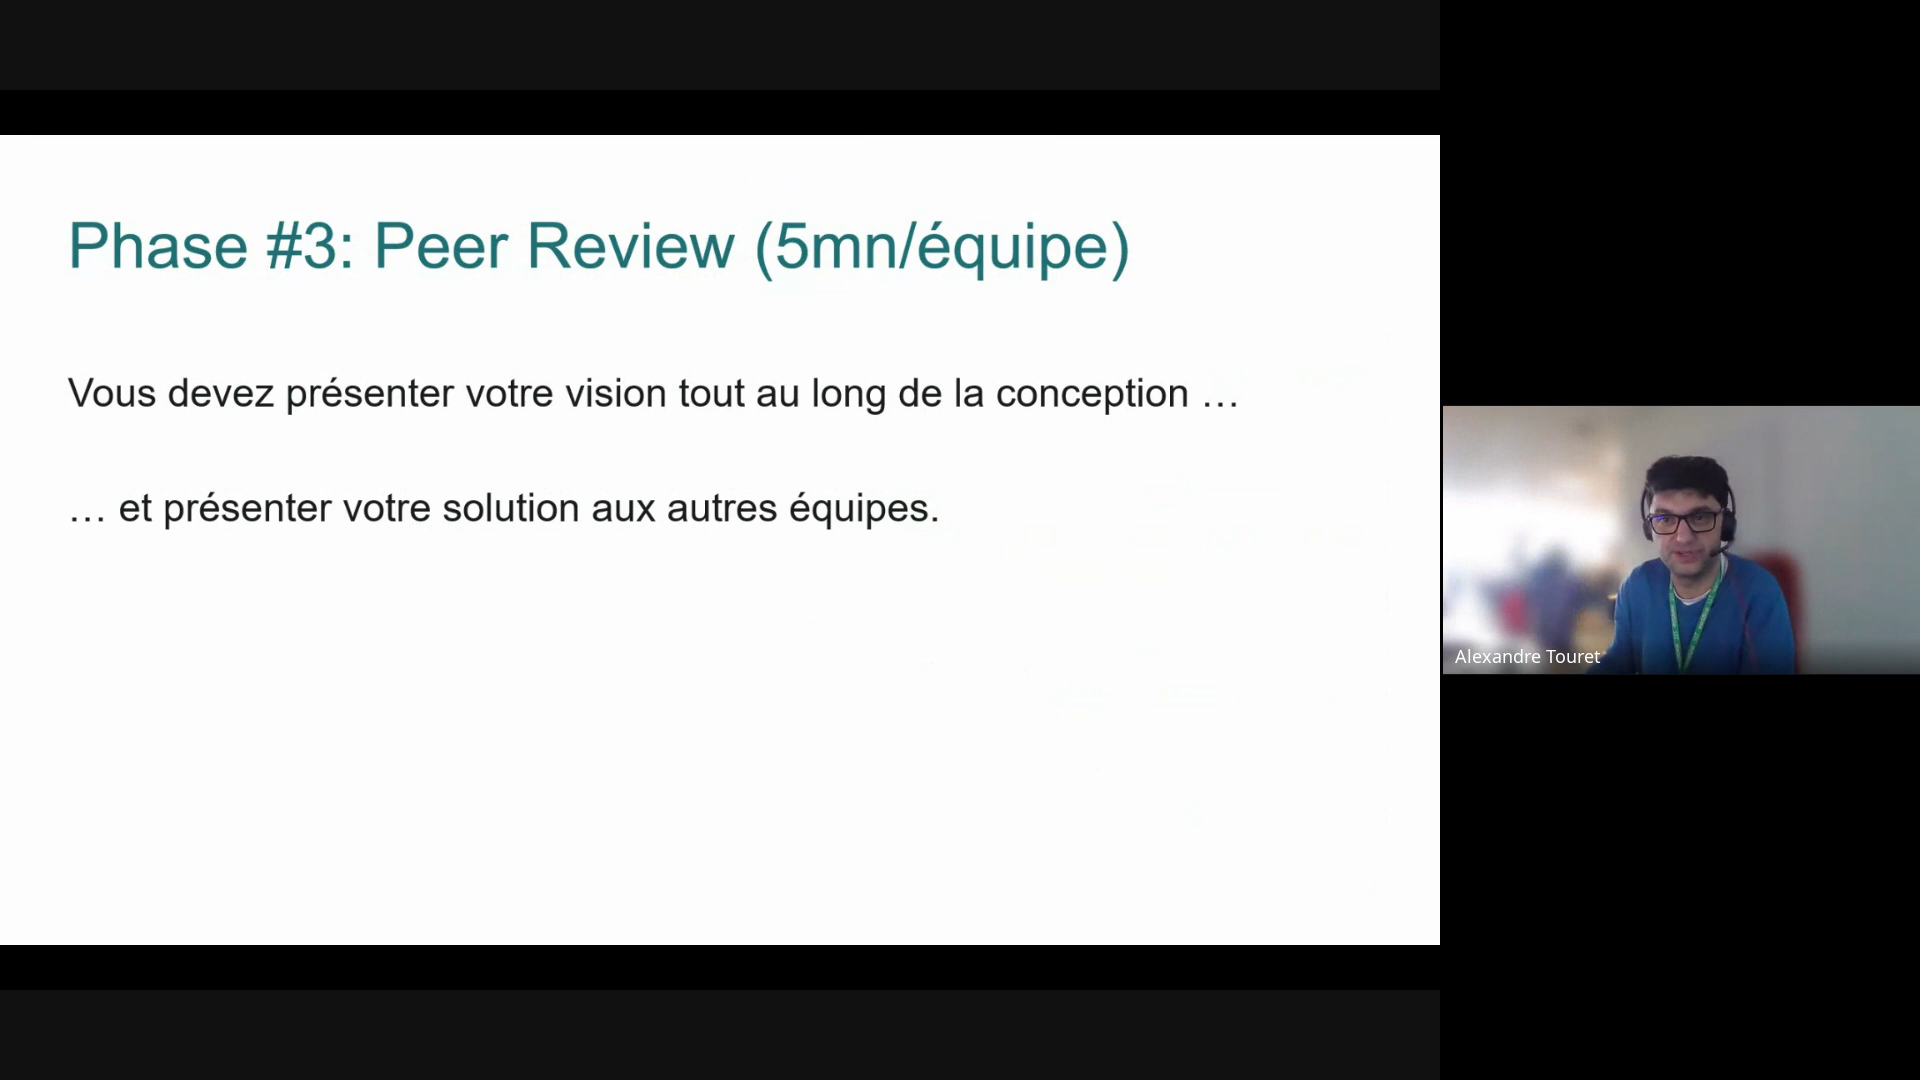 Phase #3: Peer Review (5mn/équipe)
Vous devez présenter votre vision tout au long de la conception …
… et présenter votre solution aux autres équipes.
Alexandre Touret